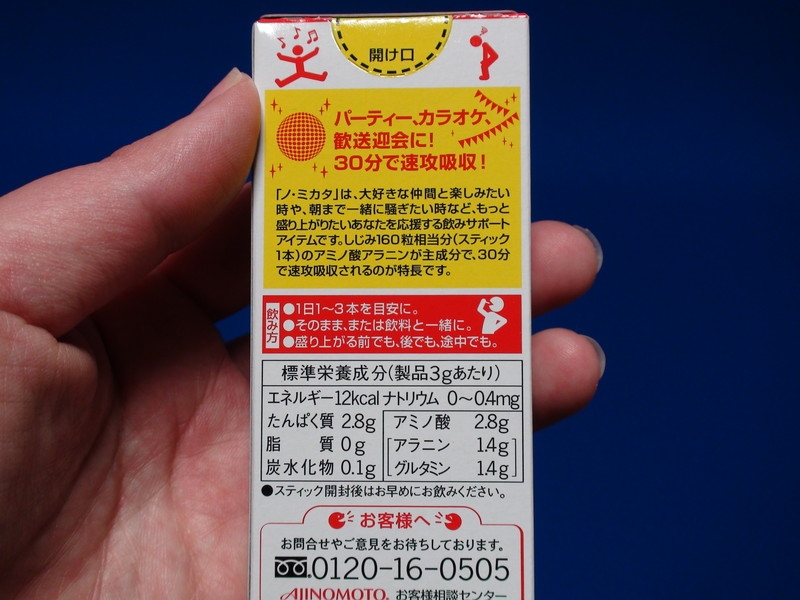 開け口
パーティー、カラオケ、
歓送迎会に!
30分で速攻吸収!
「ノ・ミカタ」は、大好きな仲間と楽しみたい
時や、朝まで一緒に騒ぎたい時など、もっと
盛り上がりたいあなたを応援する飲みサポート
アイテムです。しじみ160粒相当分(スティック
1本)のアミノ酸アラニンが主成分で、30分
で速攻吸収されるのが特長です。
飲み方
●1日1〜3本を目安に。
●そのまま、または飲料と一緒に。
●盛り上がる前でも、後でも、途中でも。
標準栄養成分(製品3gあたり)
エネルギー12kcal ナトリウム 0〜0.4mg
たんぱく質 2.8g アミノ酸 2.8g
脂質 0g アラニン 1.4g
炭水化物 0.1g グルタミン 1.4g
●スティック開封後はお早めにお飲みください。
お客様へ
お問合せやご意見をお待ちしております。
0120-16-0505
AJINOMOTO お客様相談センター